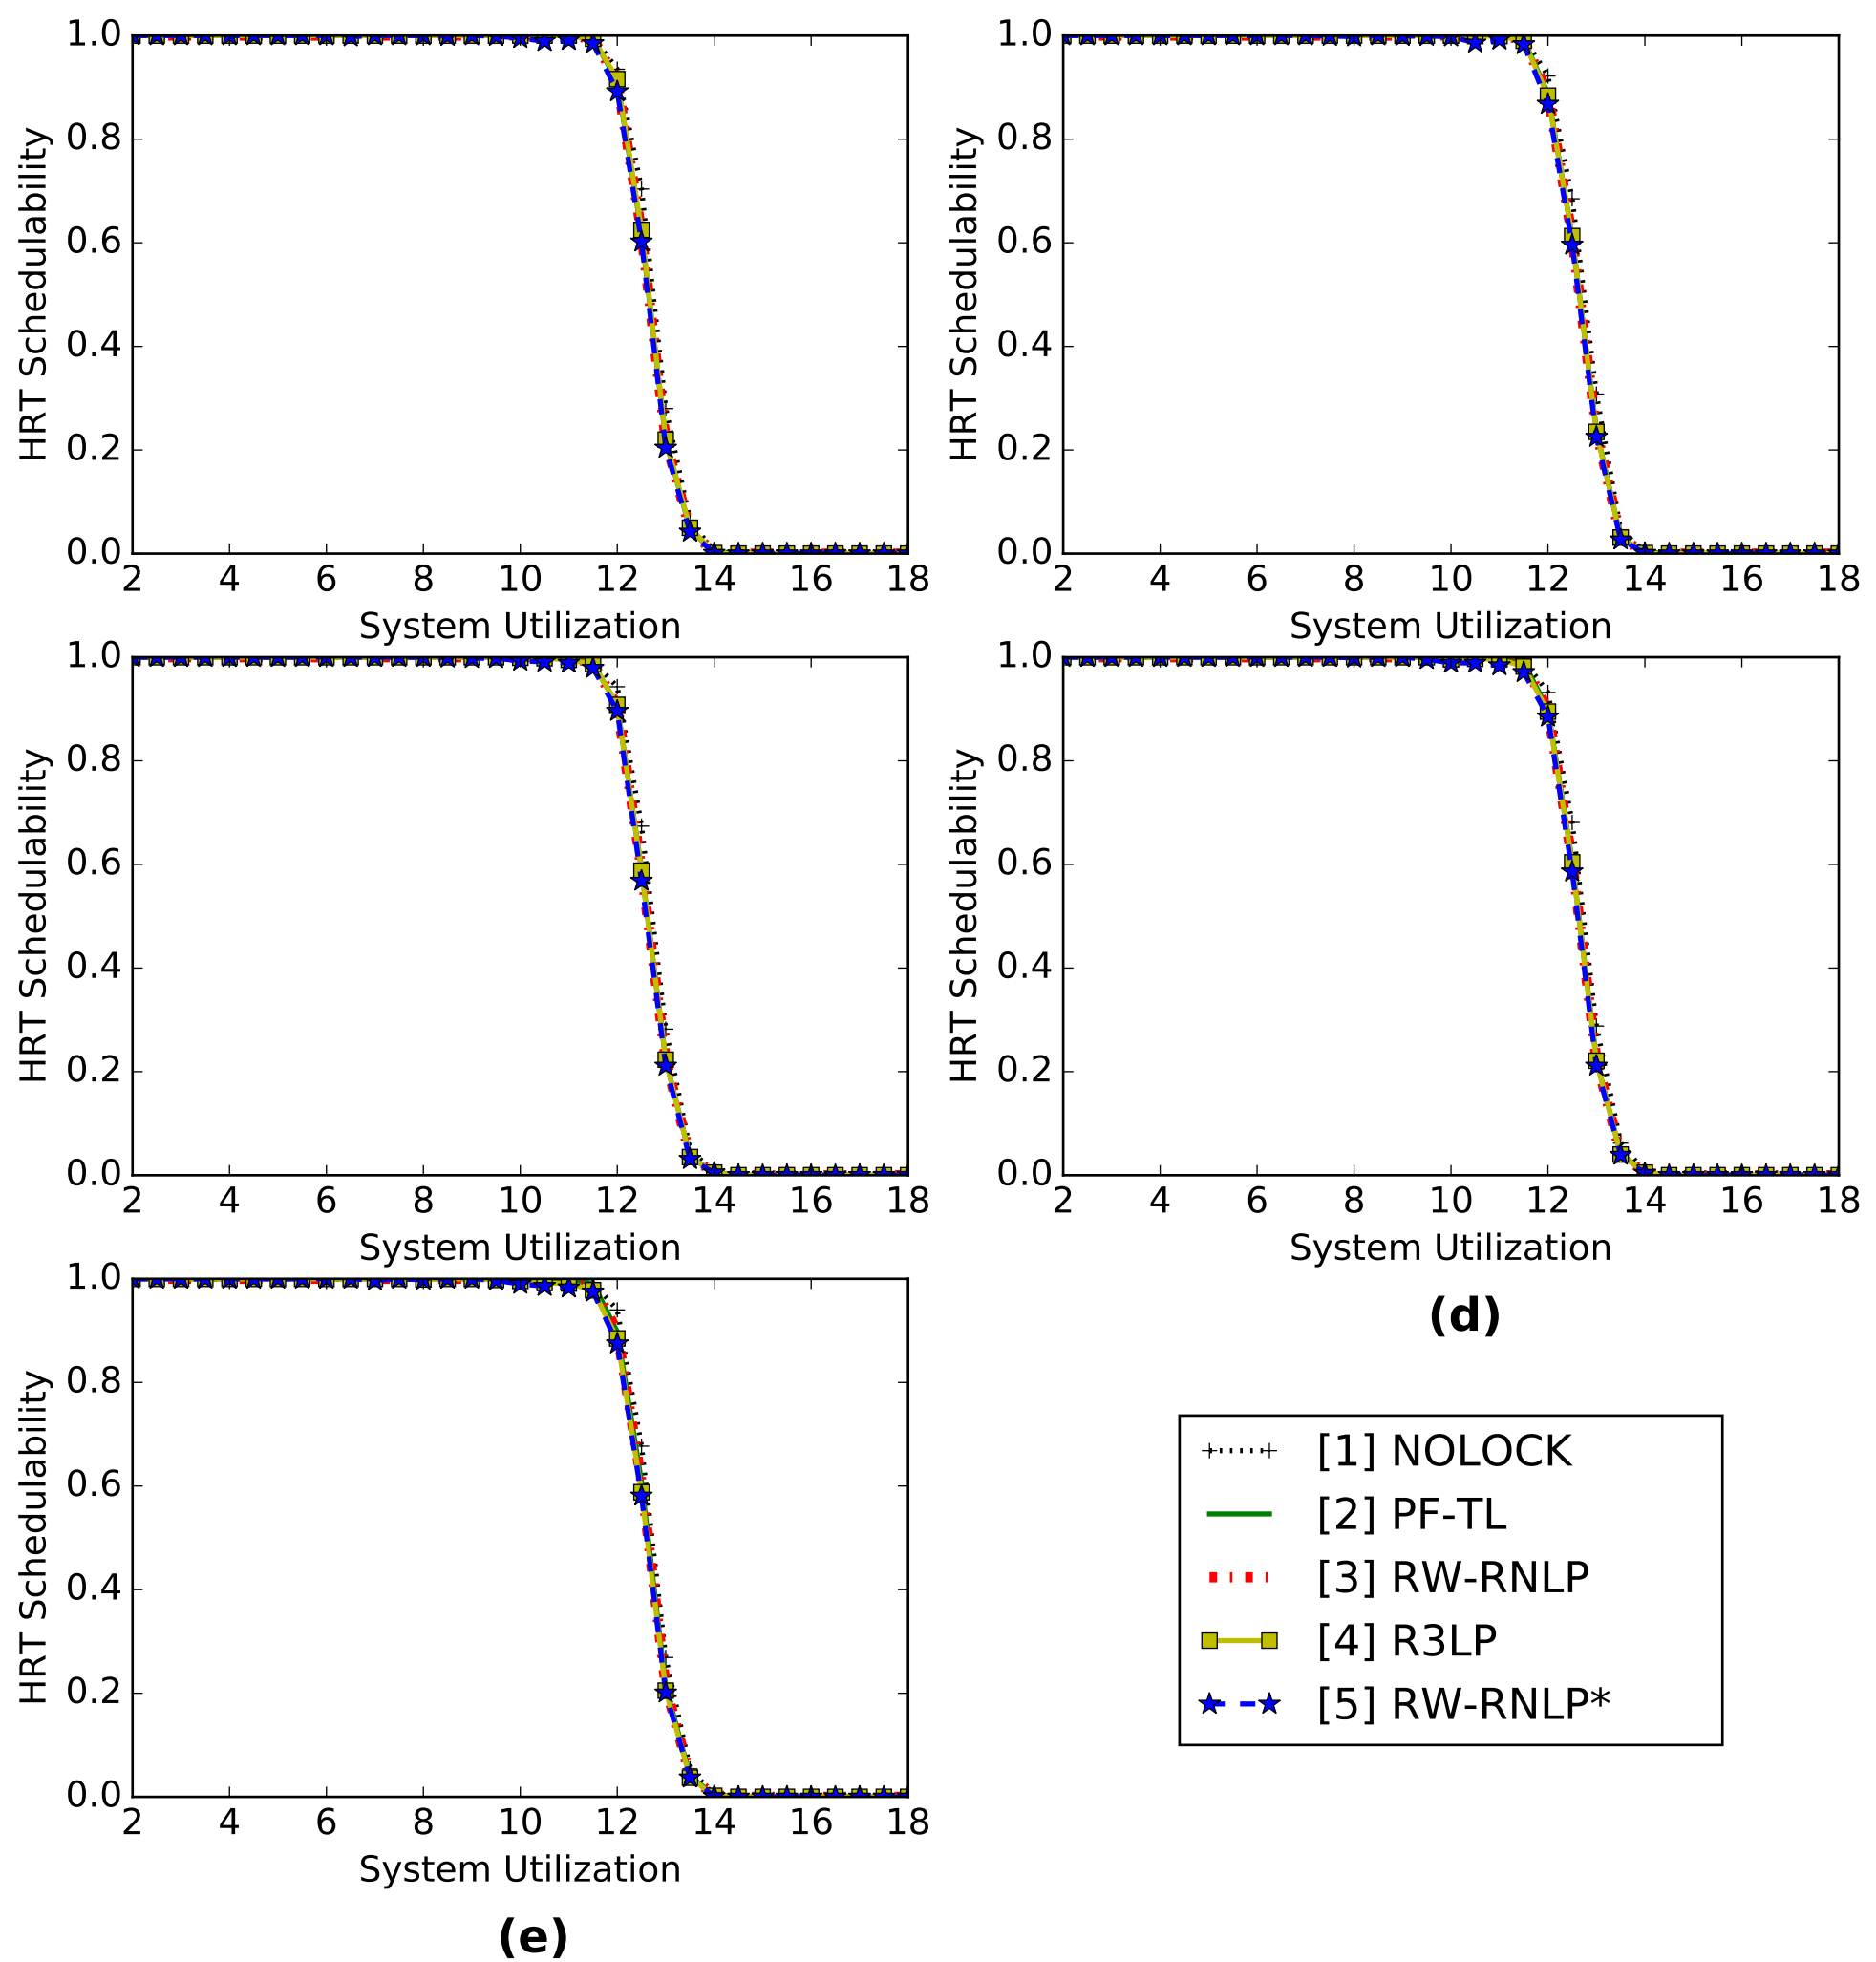 1.0
0.8
0.6
0.4
0.2
0.0
HRT Schedulability
2 4 6 8 10 12 14 16 18
System Utilization
1.0
0.8
0.6
0.4
0.2
0.0
HRT Schedulability
2 4 6 8 10 12 14 16 18
System Utilization
1.0
0.8
0.6
0.4
0.2
0.0
HRT Schedulability
2 4 6 8 10 12 14 16 18
System Utilization
1.0
0.8
0.6
0.4
0.2
0.0
HRT Schedulability
2 4 6 8 10 12 14 16 18
System Utilization
(d)
1.0
0.8
0.6
0.4
0.2
0.0
HRT Schedulability
2 4 6 8 10 12 14 16 18
System Utilization
(e)
[1] NOLOCK
[2] PF-TL
[3] RW-RNLP
[4] R3LP
[5] RW-RNLP*